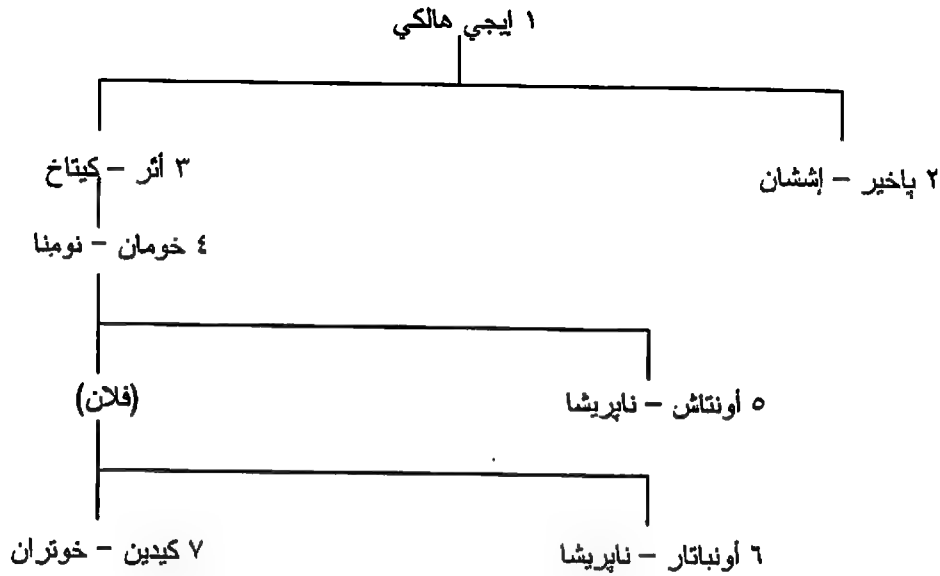 ١ إيجي هالكي
٢ پاخير – إششان
٣ أتر – كيتاخ
٤ خومان – نومنا
٥ أونتاش – ناپريشا
(فلان)
٦ أونباتار – ناپريشا
٧ كيدين – خوتران